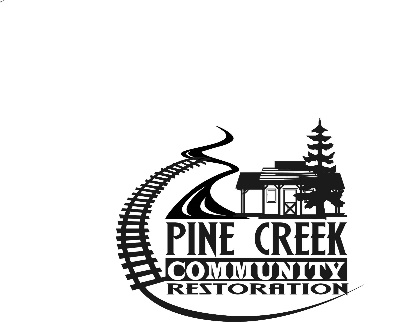 PINE CREEK
COMMUNITY
RESTORATION